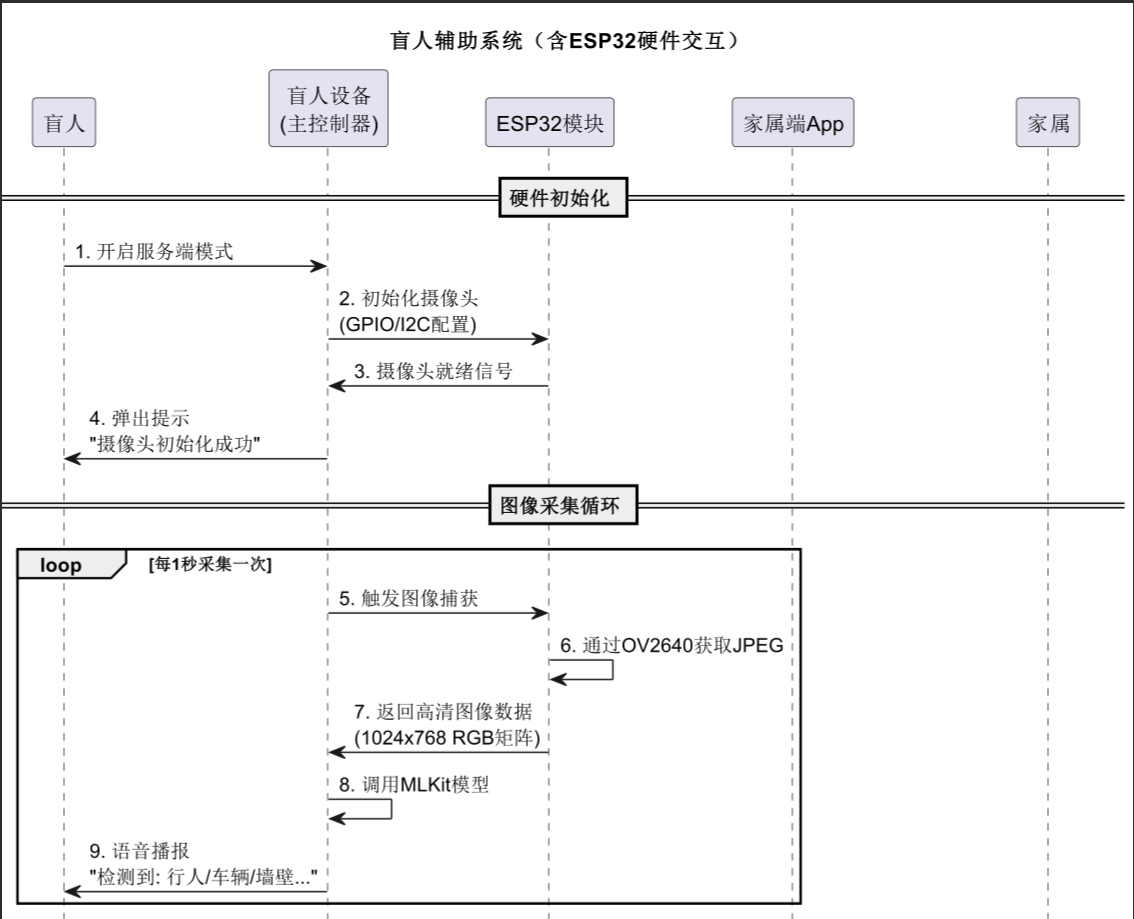 盲人辅助系统（含ESP32硬件交互）
盲人
盲人设备
(主控制器)
ESP32模块
家属端App
家属
硬件初始化
1. 开启服务端模式
2. 初始化摄像头
(GPIO/I2C配置)
3. 摄像头就绪信号
4. 弹出提示
"摄像头初始化成功"
图像采集循环
loop
[每1秒采集一次]
5. 触发图像捕获
6. 通过OV2640获取JPEG
7. 返回高清图像数据
(1024x768 RGB矩阵)
8. 调用MLKit模型
9. 语音播报
"检测到: 行人/车辆/墙壁..."